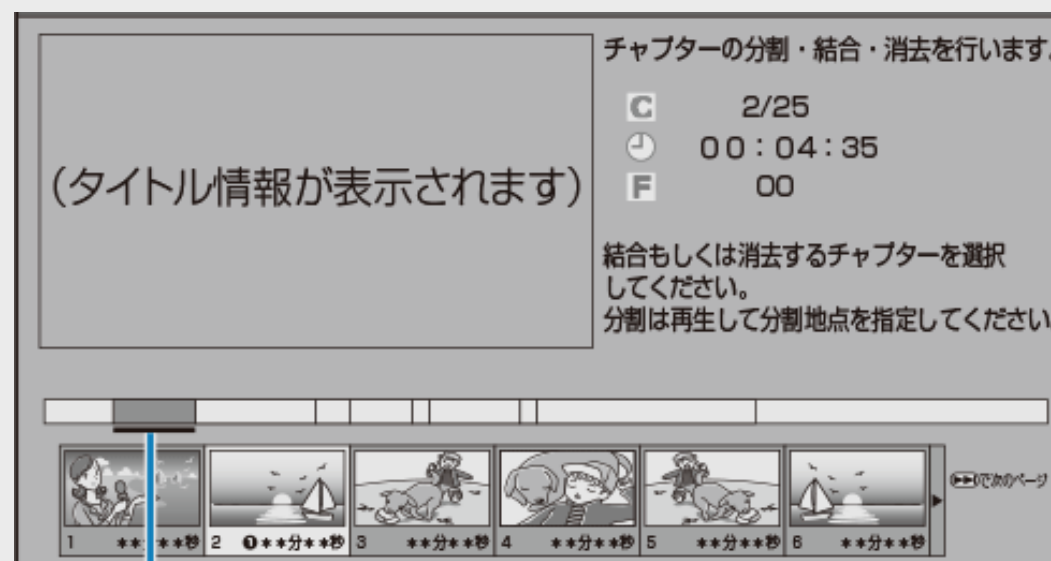 チャプターの分割・結合・消去を行います。
C 2/25
00：04：35
F 00
(タイトル情報が表示されます)
結合もしくは消去するチャプターを選択
してください。
分割は再生して分割地点を指定してください
▶▶で次のページ
1 **分**秒 2 ❶**分**秒 3 **分**秒 4 **分**秒 5 **分**秒 6 **分**秒